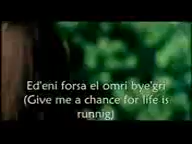 Ed'eni forsa el omri bye'gri
(Give me a chance for life is
runnig)